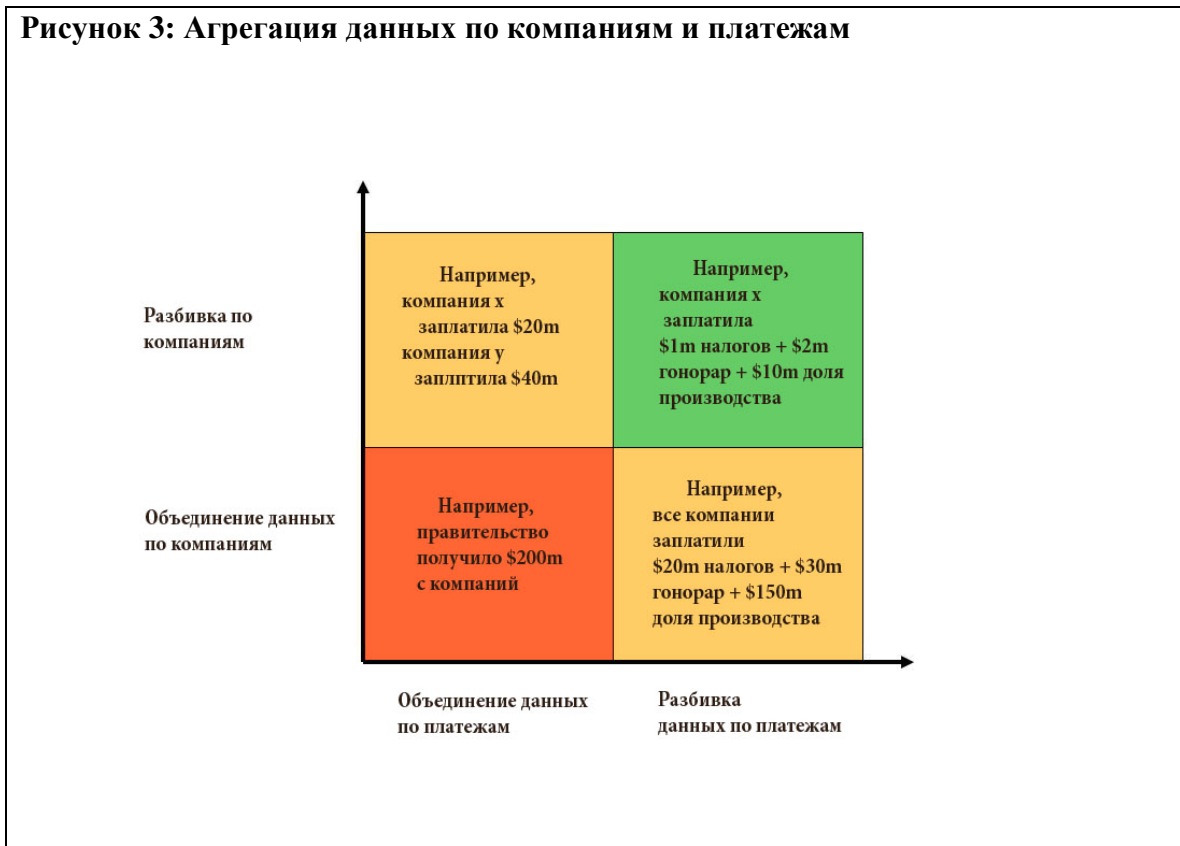 Рисунок 3: Агрегация данных по компаниям и платежам
Разбивка по
компаниям
Например,
компания x
заплатила $20m
компания y
заплптила $40m
Например,
компания x
заплатила
$1m налогов + $2m
гонорар + $10m доля
производства
Объединение данных
по компаниям
Например,
правительство
получило $200m
с компаний
Например,
все компании
заплатили
$20m налогов + $30m
гонорар + $150m
доля производства
Объединение данных
по платежам
Разбивка
данных по платежам